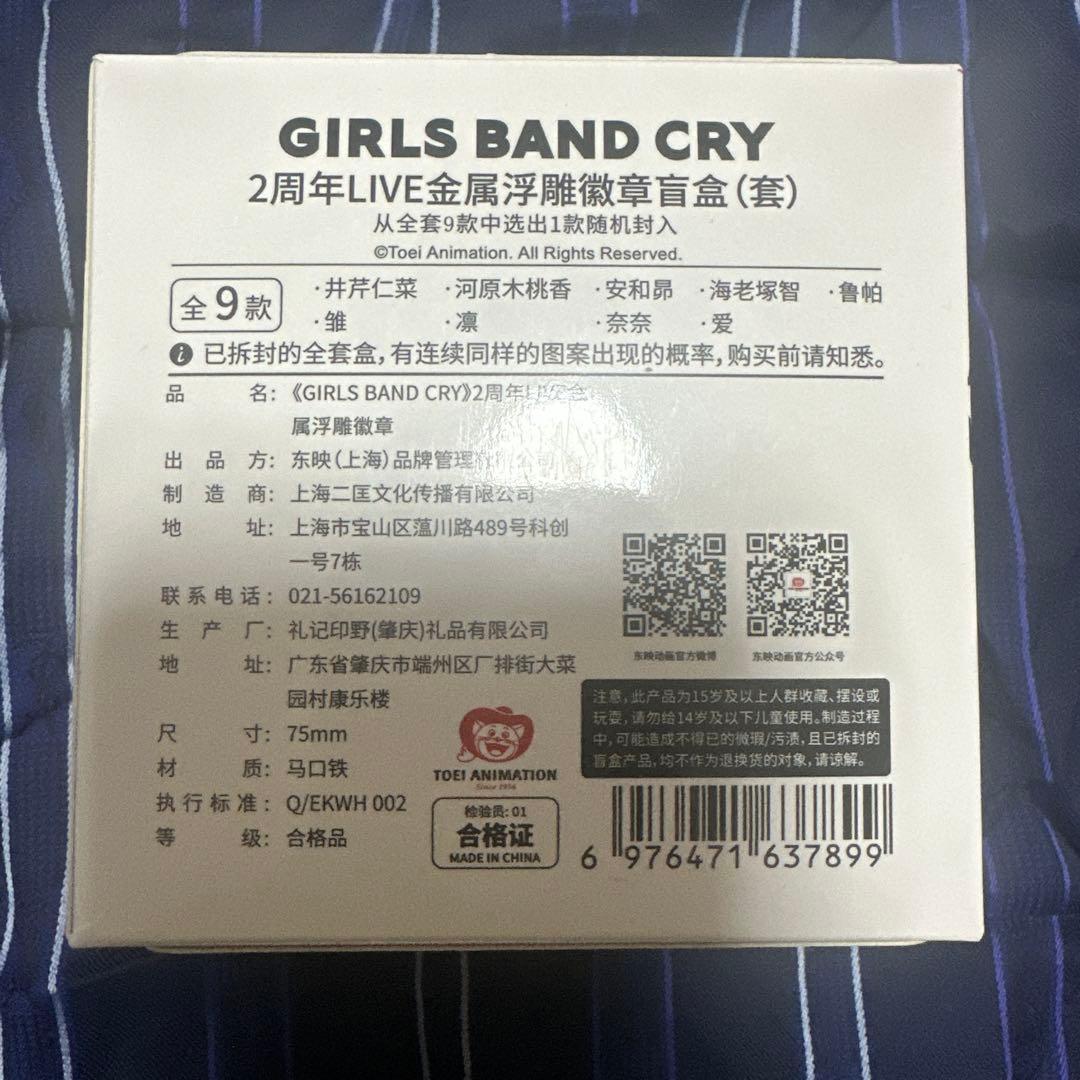 GIRLS BAND CRY
2周年LIVE金属浮雕徽章盲盒(套)
从全套9款中选出1款随机封入
©Toei Animation. All Rights Reserved.
全9款
·井芹仁菜 ·河原木桃香 ·安和昴 ·海老塚智 ·鲁帕
·雏 ·凛 ·奈奈 ·爱
已拆封的全套盒,有连续同样的图案出现的概率,购买前请知悉。
品名:《GIRLS BAND CRY》2周年
属浮雕徽章
出品方:东映(上海)品牌管理
制造商:上海二匡文化传播有限公司
地址:上海市宝山区蕰川路489号科创
一号7栋
联系电话:021-56162109
生产厂:礼记印野(肇庆)礼品有限公司
地址:广东省肇庆市端州区厂排街大菜
园村康乐楼
尺寸:75mm
材质:马口铁
执行标准:Q/EKWH 002
等级:合格品
东映动画官方微博
东映动画官方公众号
注意,此产品为15岁及以上人群收藏、摆设或
玩耍,请勿给14岁及以下儿童使用。制造过程
中,可能造成不得已的微瑕/污渍,且已拆封的
盲盒产品,均不作为退换货的对象,请谅解。
TOEI ANIMATION
Since 1956
检验员:01
合格证
MADE IN CHINA
6 976471 637899